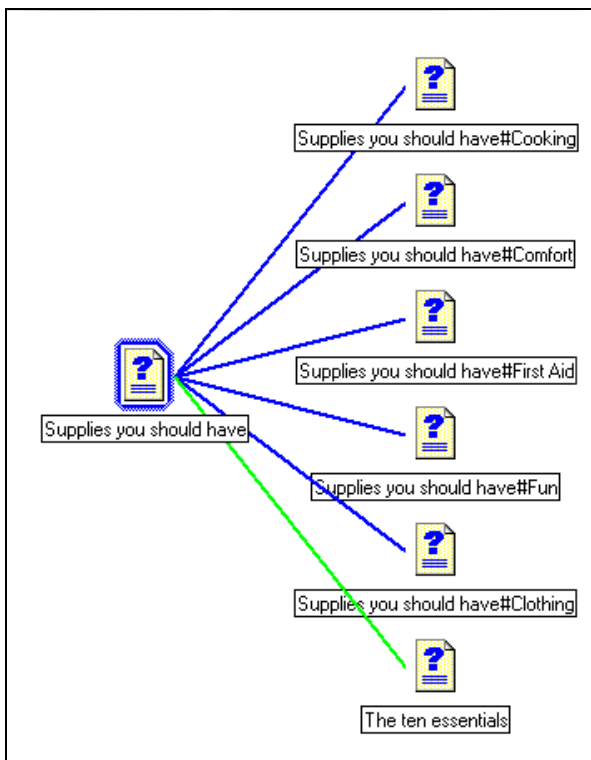 Supplies you should have#Cooking
Supplies you should have#Comfort
Supplies you should have#First Aid
Supplies you should have
Supplies you should have#Fun
Supplies you should have#Clothing
The ten essentials